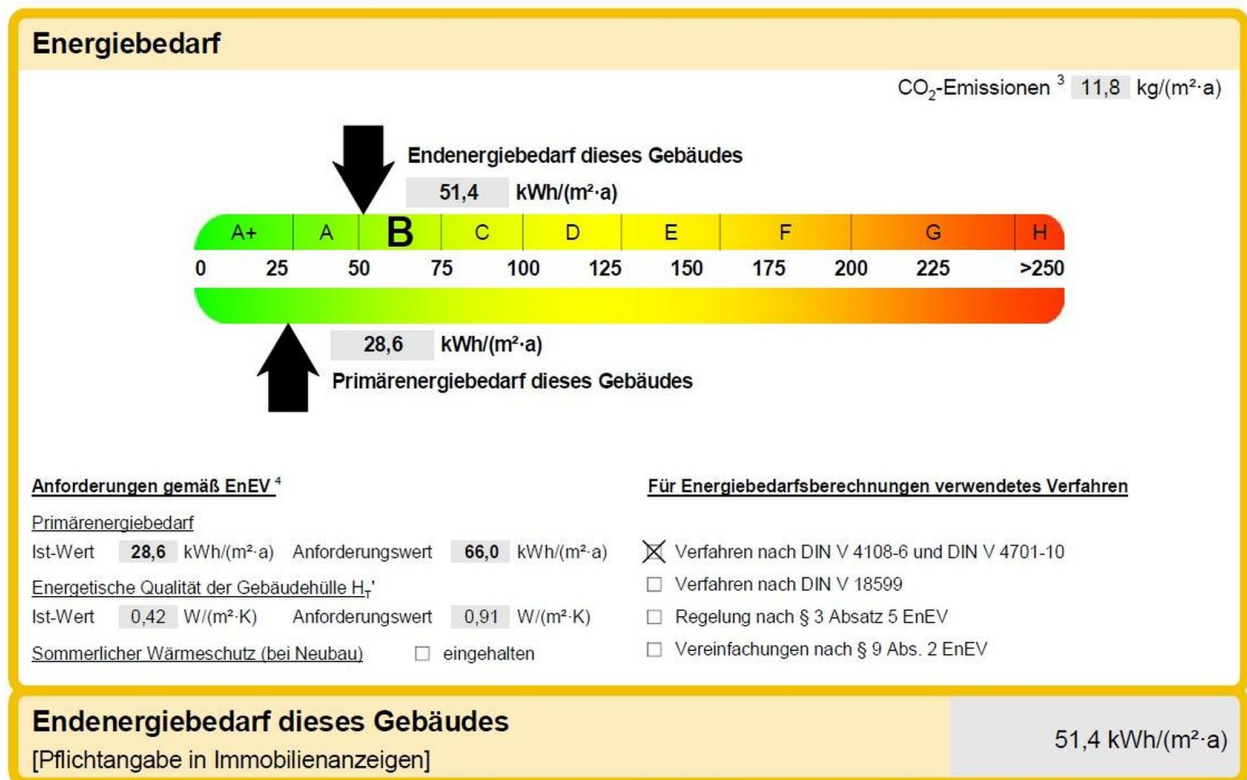 Energiebedarf
CO₂-Emissionen ³ 11,8 kg/(m²·a)
Endenergiebedarf dieses Gebäudes
51,4 kWh/(m²·a)
A+ A B C D E F G H
0 25 50 75 100 125 150 175 200 225 >250
28,6 kWh/(m²·a)
Primärenergiebedarf dieses Gebäudes
Anforderungen gemäß EnEV ⁴
Primärenergiebedarf
Ist-Wert 28,6 kWh/(m²·a) Anforderungswert 66,0 kWh/(m²·a)
Energetische Qualität der Gebäudehülle H_T'
Ist-Wert 0,42 W/(m²·K) Anforderungswert 0,91 W/(m²·K)
Sommerlicher Wärmeschutz (bei Neubau) ☐ eingehalten
Für Energiebedarfsberechnungen verwendetes Verfahren
☒ Verfahren nach DIN V 4108-6 und DIN V 4701-10
☐ Verfahren nach DIN V 18599
☐ Regelung nach § 3 Absatz 5 EnEV
☐ Vereinfachungen nach § 9 Abs. 2 EnEV
Endenergiebedarf dieses Gebäudes
[Pflichtangabe in Immobilienanzeigen]
51,4 kWh/(m²·a)